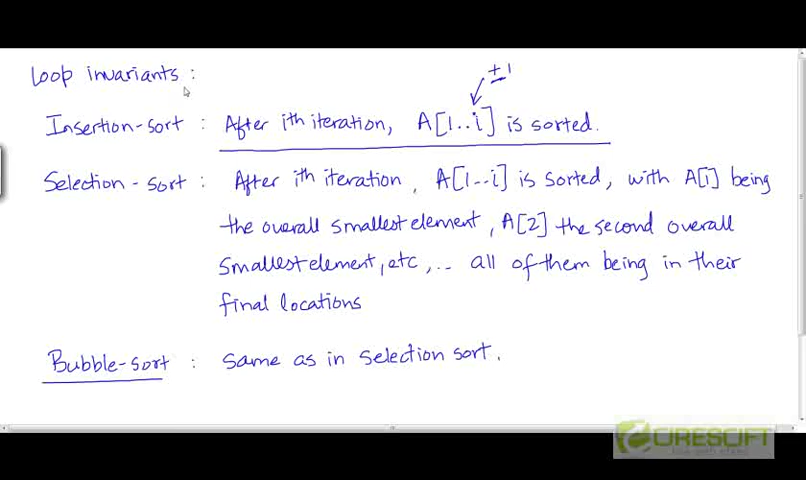 Loop invariants :
±1
Insertion-sort : After ith iteration, A[1..i] is sorted.
Selection-sort : After ith iteration, A[1..i] is sorted, with A[1] being
the overall smallest element, A[2] the second overall
smallest element, etc,.. all of them being in their
final locations
Bubble-sort : same as in selection sort.